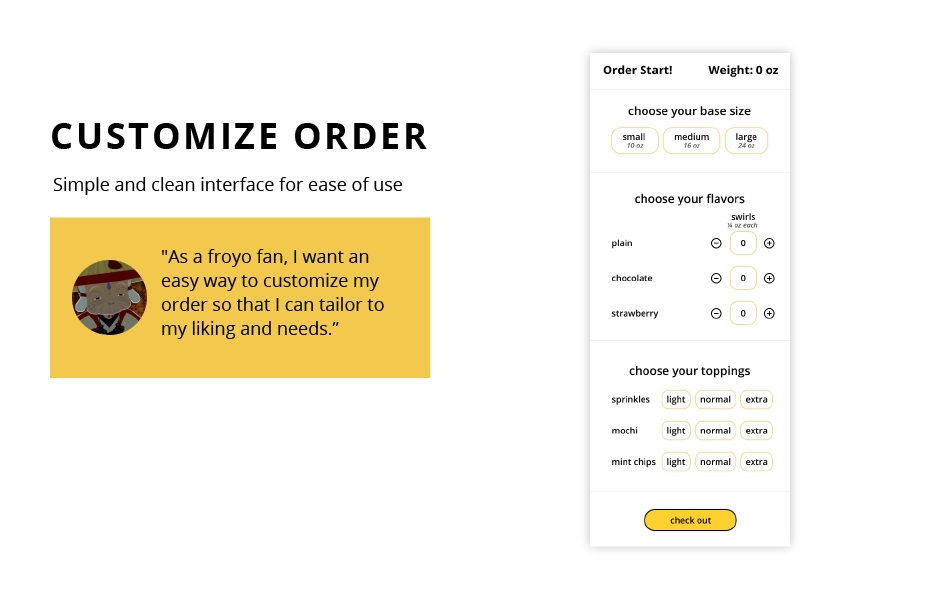 CUSTOMIZE ORDER
Simple and clean interface for ease of use
"As a froyo fan, I want an
easy way to customize my
order so that I can tailor to
my liking and needs.”
Order Start! Weight: 0 oz
choose your base size
small medium large
10 oz 16 oz 24 oz
choose your flavors
swirls
¼ oz each
plain 0
chocolate 0
strawberry 0
choose your toppings
sprinkles light normal extra
mochi light normal extra
mint chips light normal extra
check out